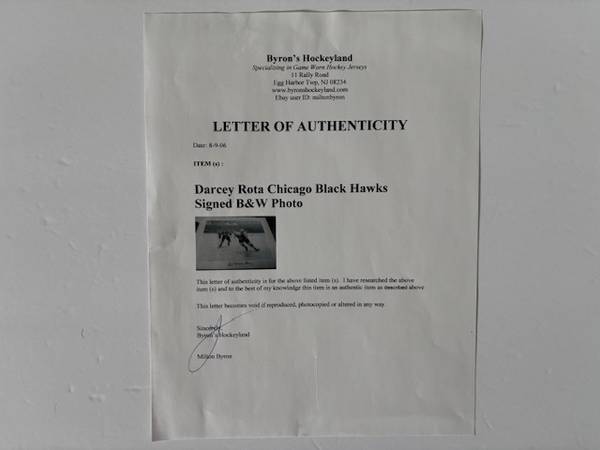 Byron's Hockeyland
Specializing in Game Worn Hockey Jerseys
11 Rally Road
Egg Harbor Twp, NJ 08234
www.byronshockeyland.com
Ebay user ID: miltonbyron
LETTER OF AUTHENTICITY
Date: 8-9-06
ITEM (s) :
Darcey Rota Chicago Black Hawks
Signed B&W Photo
This letter of authenticity is for the above listed item (s). I have researched the above
item (s) and to the best of my knowledge this item is an authentic item as described above
This letter becomes void if reproduced, photocopied or altered in any way.
Sincerely,
Byron's Hockeyland
Milton Byron